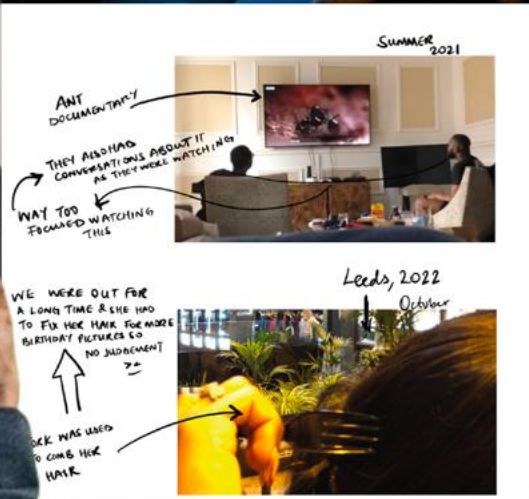 SUMMER
2021
ANT
DOCUMENTARY
THEY ALSO HAD
CONVERSATIONS ABOUT IT
AS THEY WERE WATCHING
WAY TOO
FOCUSED WATCHING
THIS
Leeds, 2022
October
WE WERE OUT FOR
A LONG TIME & SHE HAD
TO FIX HER HAIR FOR MORE
BIRTHDAY PICTURES SO
NO JUDGEMENT
ORK WAS USED
O COMB HER
HAIR